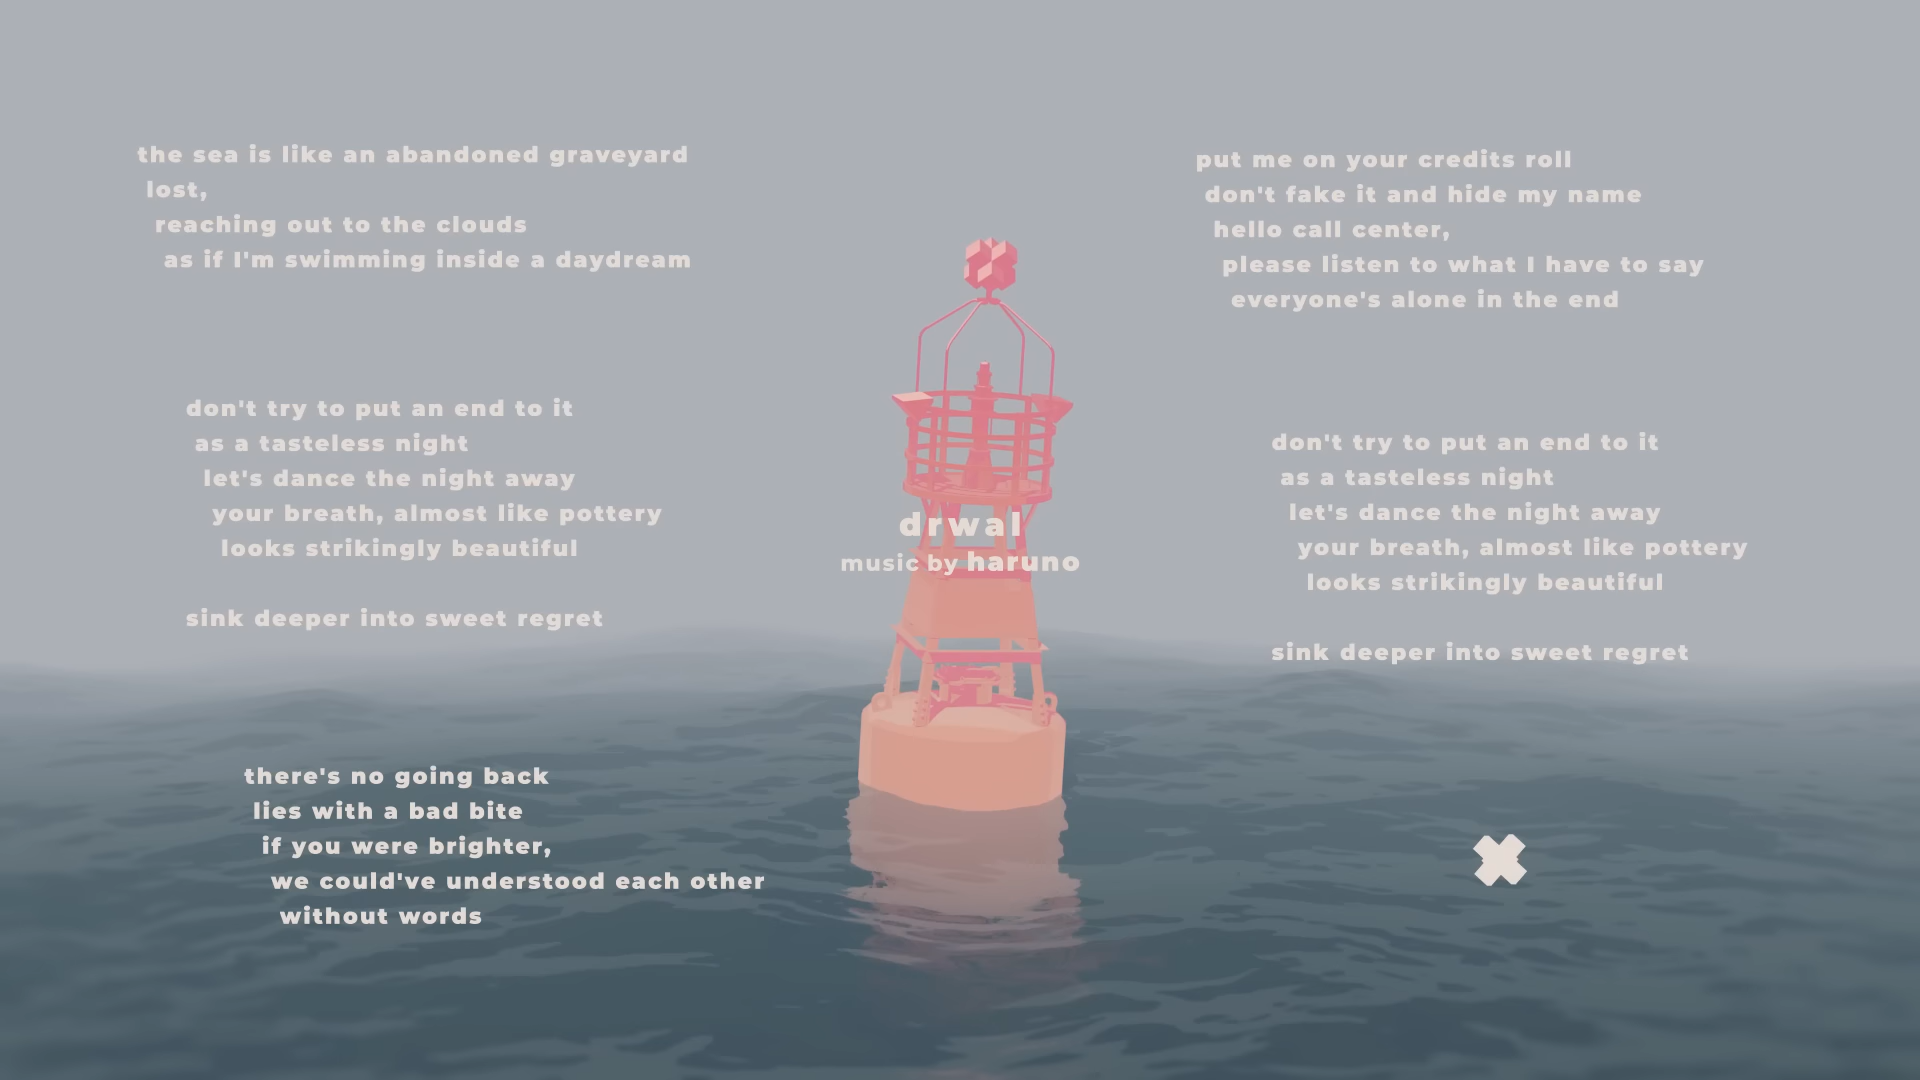 the sea is like an abandoned graveyard
lost,
reaching out to the clouds
as if I'm swimming inside a daydream
don't try to put an end to it
as a tasteless night
let's dance the night away
your breath, almost like pottery
looks strikingly beautiful
sink deeper into sweet regret
there's no going back
lies with a bad bite
if you were brighter,
we could've understood each other
without words
drwal
music by haruno
put me on your credits roll
don't fake it and hide my name
hello call center,
please listen to what I have to say
everyone's alone in the end
don't try to put an end to it
as a tasteless night
let's dance the night away
your breath, almost like pottery
looks strikingly beautiful
sink deeper into sweet regret